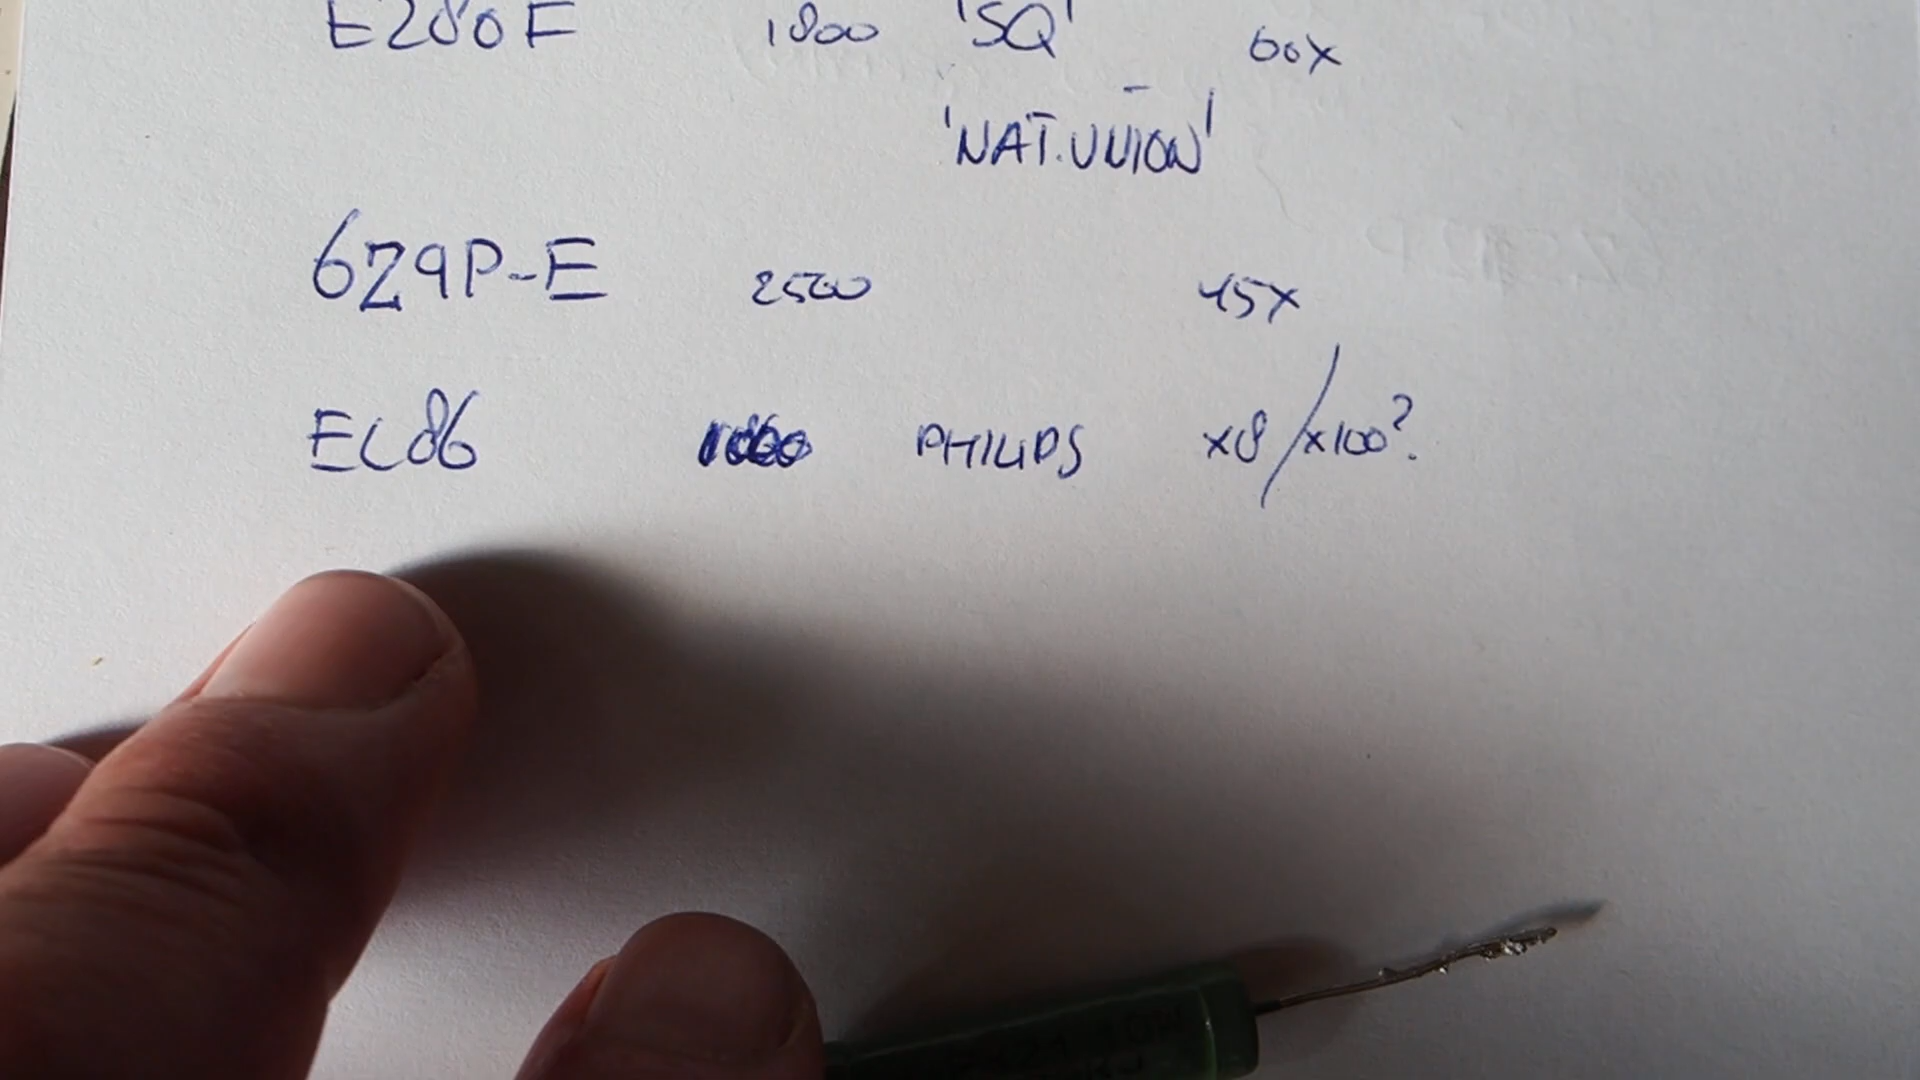 E280F 1800 'SQ' 60x
'NAT.UNION'
6Z9P-E 2500 45x
EC86 PHILIPS x8/x100?